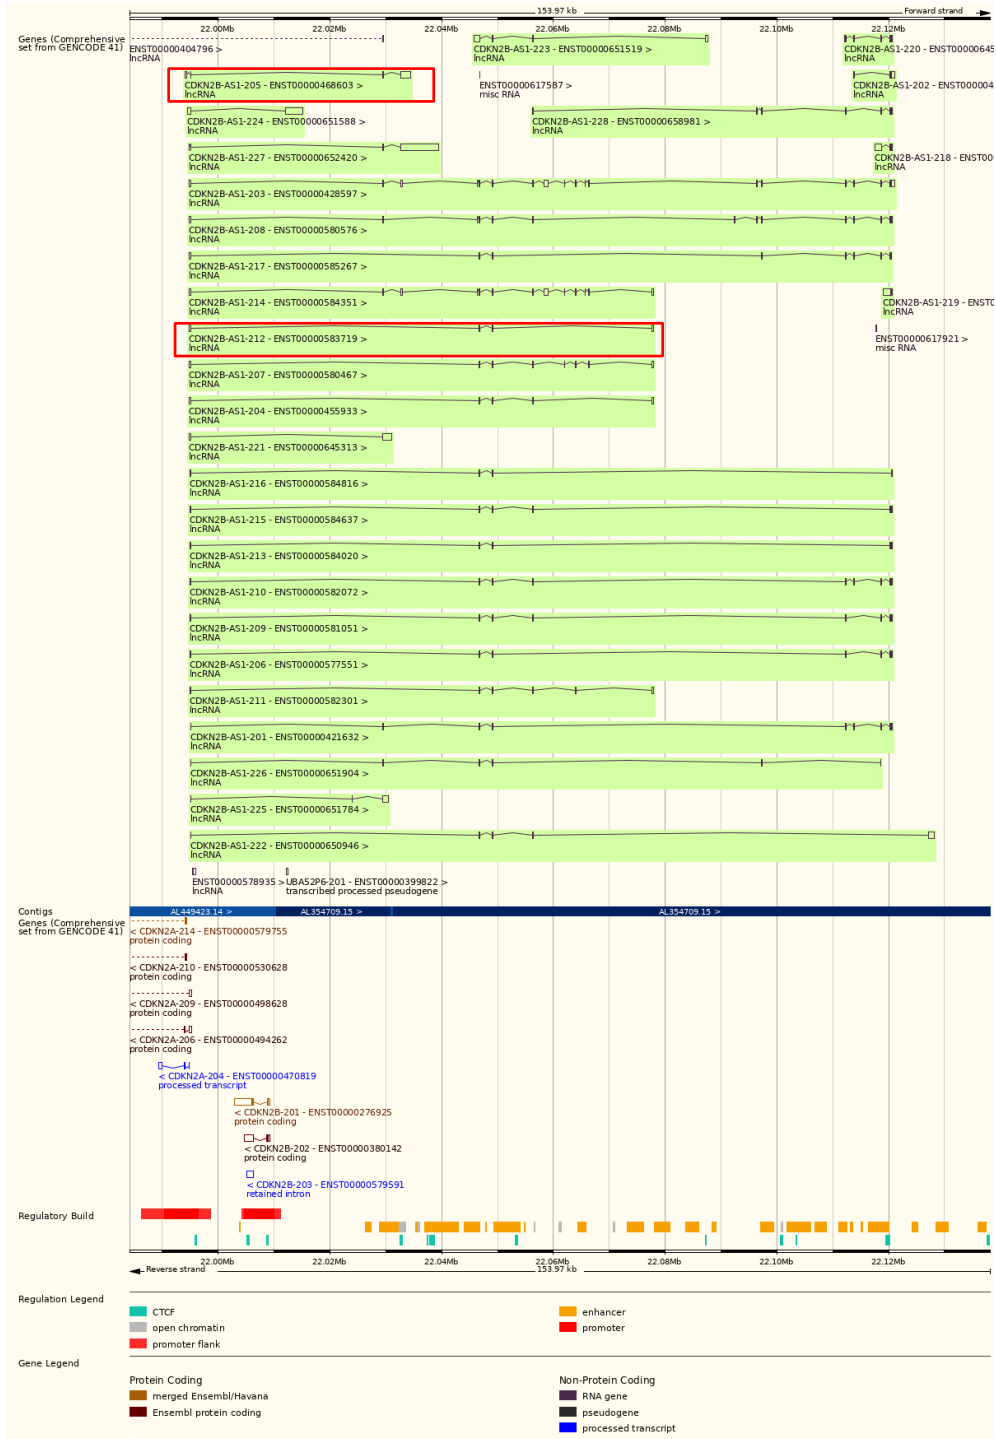 153.97 kb
Forward strand
22.00Mb 22.02Mb 22.04Mb 22.06Mb 22.08Mb 22.10Mb 22.12Mb
Genes (Comprehensive
set from GENCODE 41)
ENST00000404796 >
lncRNA
CDKN2B-AS1-223 - ENST00000651519 >
lncRNA
CDKN2B-AS1-220 - ENST00000645
lncRNA
CDKN2B-AS1-205 - ENST00000468603 >
lncRNA
ENST00000617587 >
misc RNA
CDKN2B-AS1-202 - ENST000004
lncRNA
CDKN2B-AS1-224 - ENST00000651588 >
lncRNA
CDKN2B-AS1-228 - ENST00000658981 >
lncRNA
CDKN2B-AS1-227 - ENST00000652420 >
lncRNA
CDKN2B-AS1-218 - ENST000
lncRNA
CDKN2B-AS1-203 - ENST00000428597 >
lncRNA
CDKN2B-AS1-208 - ENST00000580576 >
lncRNA
CDKN2B-AS1-217 - ENST00000585267 >
lncRNA
CDKN2B-AS1-214 - ENST00000584351 >
lncRNA
CDKN2B-AS1-219 - ENST0
lncRNA
CDKN2B-AS1-212 - ENST00000583719 >
lncRNA
ENST00000617921 >
misc RNA
CDKN2B-AS1-207 - ENST00000580467 >
lncRNA
CDKN2B-AS1-204 - ENST00000455933 >
lncRNA
CDKN2B-AS1-221 - ENST00000645313 >
lncRNA
CDKN2B-AS1-216 - ENST00000584816 >
lncRNA
CDKN2B-AS1-215 - ENST00000584637 >
lncRNA
CDKN2B-AS1-213 - ENST00000584020 >
lncRNA
CDKN2B-AS1-210 - ENST00000582072 >
lncRNA
CDKN2B-AS1-209 - ENST00000581051 >
lncRNA
CDKN2B-AS1-206 - ENST00000577551 >
lncRNA
CDKN2B-AS1-211 - ENST00000582301 >
lncRNA
CDKN2B-AS1-201 - ENST00000421632 >
lncRNA
CDKN2B-AS1-226 - ENST00000651904 >
lncRNA
CDKN2B-AS1-225 - ENST00000651784 >
lncRNA
CDKN2B-AS1-222 - ENST00000650946 >
lncRNA
ENST00000578935 >
lncRNA
UBA52P6-201 - ENST00000399822 >
transcribed processed pseudogene
Contigs
AL449423.14 > AL354709.15 > AL354709.15 >
Genes (Comprehensive
set from GENCODE 41)
< CDKN2A-214 - ENST00000579755
protein coding
< CDKN2A-210 - ENST00000530628
protein coding
< CDKN2A-209 - ENST00000498628
protein coding
< CDKN2A-206 - ENST00000494262
protein coding
< CDKN2A-204 - ENST00000470819
processed transcript
< CDKN2B-201 - ENST00000276925
protein coding
< CDKN2B-202 - ENST00000380142
protein coding
< CDKN2B-203 - ENST00000579591
retained intron
Regulatory Build
22.00Mb 22.02Mb 22.04Mb 22.06Mb 22.08Mb 22.10Mb 22.12Mb
Reverse strand
153.97 kb
Regulation Legend
CTCF
open chromatin
promoter flank
enhancer
promoter
Gene Legend
Protein Coding
merged Ensembl/Havana
Ensembl protein coding
Non-Protein Coding
RNA gene
pseudogene
processed transcript